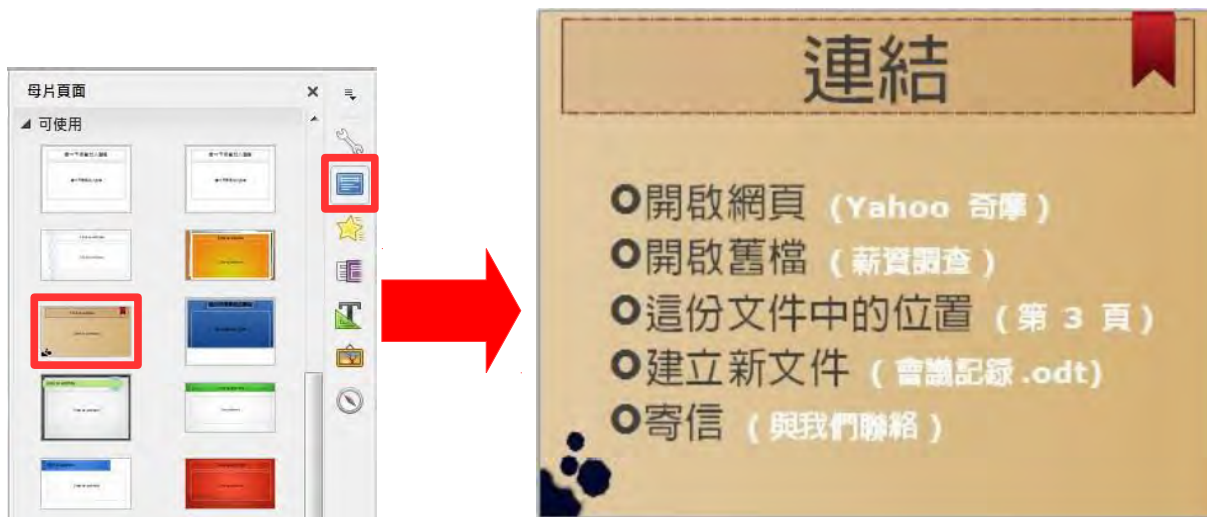 母片頁面
可使用
連結
開啟網頁 (Yahoo 奇摩)
開啟舊檔 (薪資調查)
這份文件中的位置 (第 3 頁)
建立新文件 (會議記錄.odt)
寄信 (與我們聯絡)